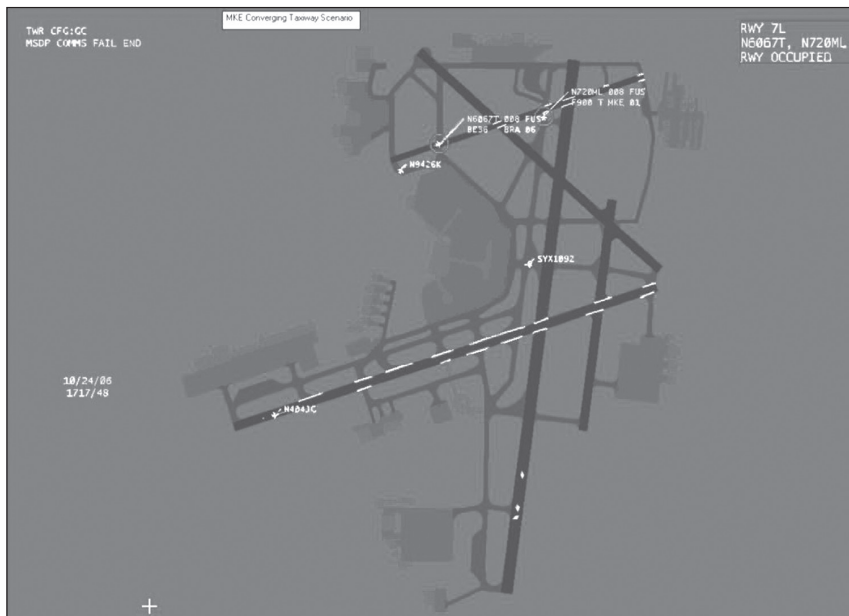 MKE Converging Taxiway Scenario
TWR CFG:GC
MSDP COMMS FAIL END
RWY 7L
N6067T, N720ML
RWY OCCUPIED
N720ML 000 FUS
F900 T MKE 01
N6067T 000 FUS
BE36 BRA 06
N9426K
SYX1092
10/24/06
1717/48
N4043C